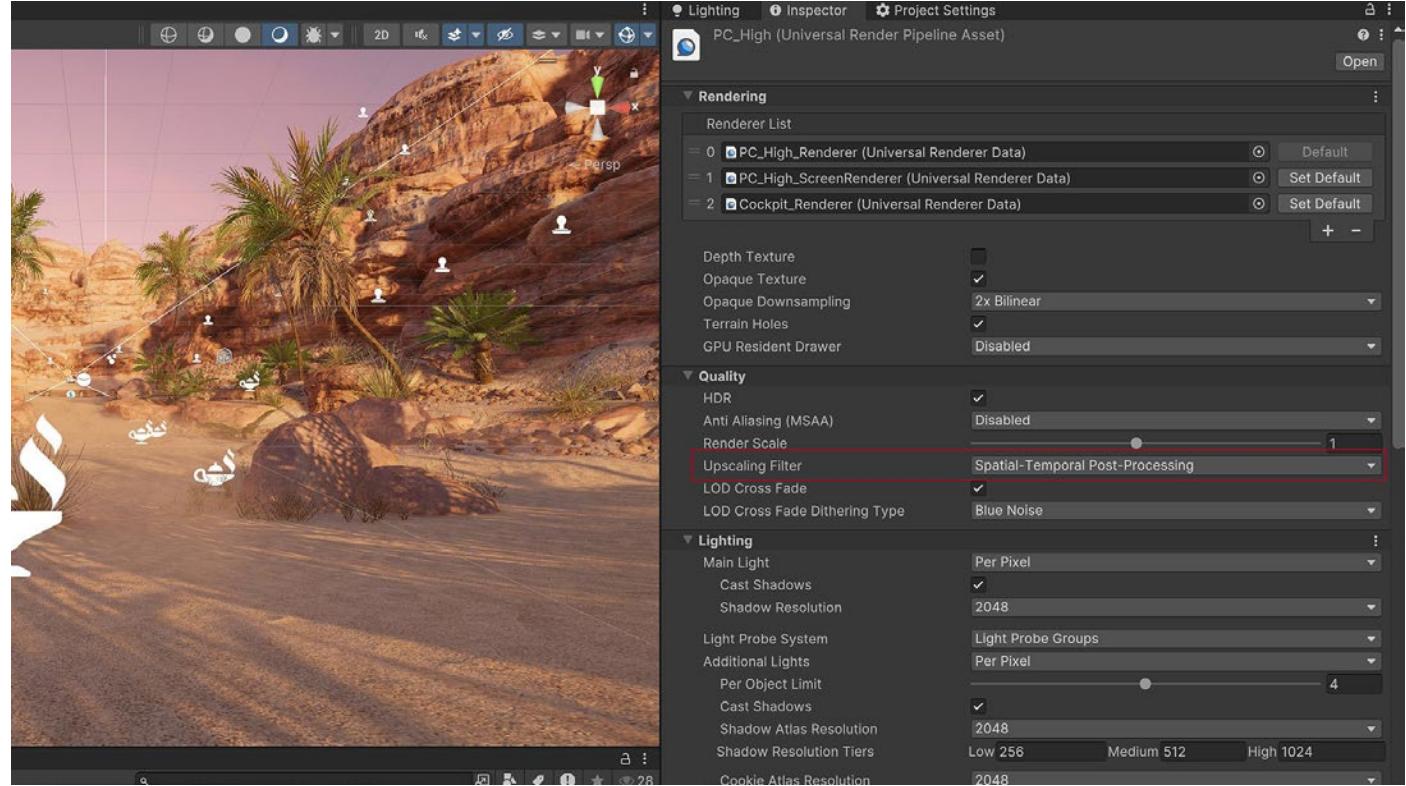 Lighting Inspector Project Settings
2D
PC_High (Universal Render Pipeline Asset)
Open
y
x
Persp
Rendering
Renderer List
0 PC_High_Renderer (Universal Renderer Data) Default
1 PC_High_ScreenRenderer (Universal Renderer Data) Set Default
2 Cockpit_Renderer (Universal Renderer Data) Set Default
+ -
Depth Texture
Opaque Texture
Opaque Downsampling 2x Bilinear
Terrain Holes
GPU Resident Drawer Disabled
Quality
HDR
Anti Aliasing (MSAA) Disabled
Render Scale 1
Upscaling Filter Spatial-Temporal Post-Processing
LOD Cross Fade
LOD Cross Fade Dithering Type Blue Noise
Lighting
Main Light Per Pixel
Cast Shadows
Shadow Resolution 2048
Light Probe System Light Probe Groups
Additional Lights Per Pixel
Per Object Limit 4
Cast Shadows
Shadow Atlas Resolution 2048
Shadow Resolution Tiers Low 256 Medium 512 High 1024
Cookie Atlas Resolution 2048
28